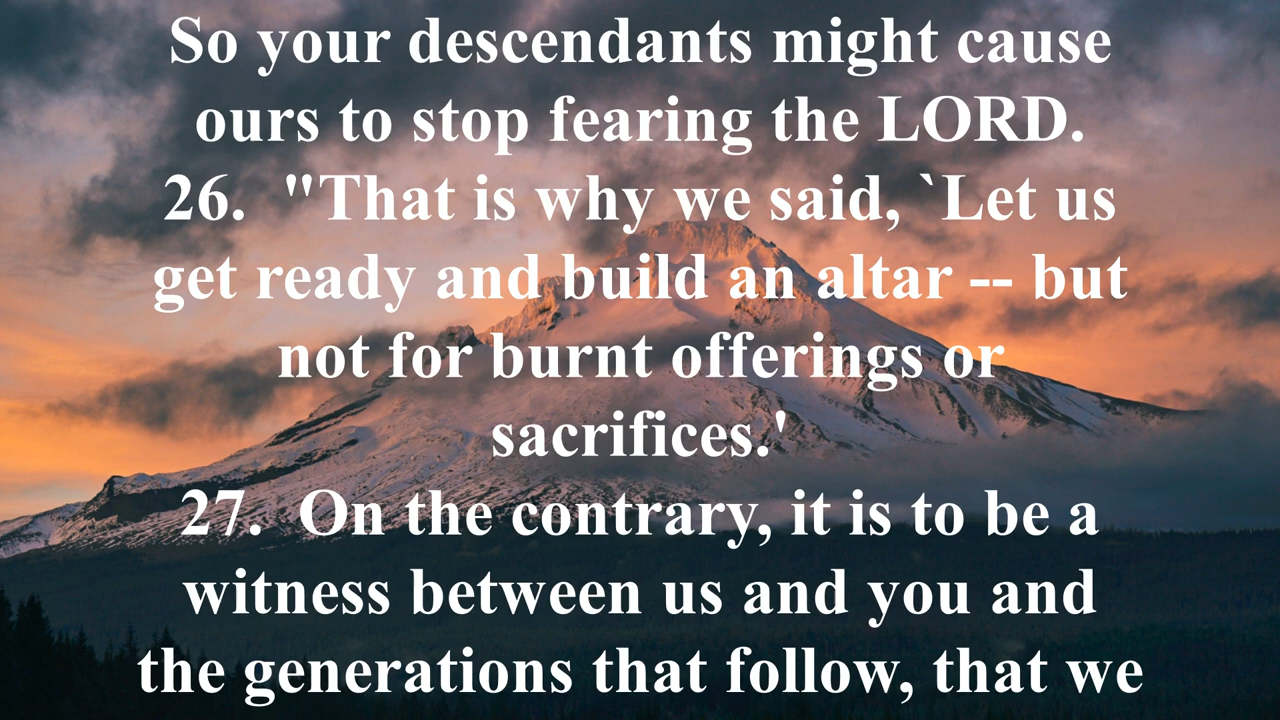 So your descendants might cause
ours to stop fearing the LORD.
26.  "That is why we said, `Let us
get ready and build an altar -- but
not for burnt offerings or
sacrifices.'
27.  On the contrary, it is to be a
witness between us and you and
the generations that follow, that we